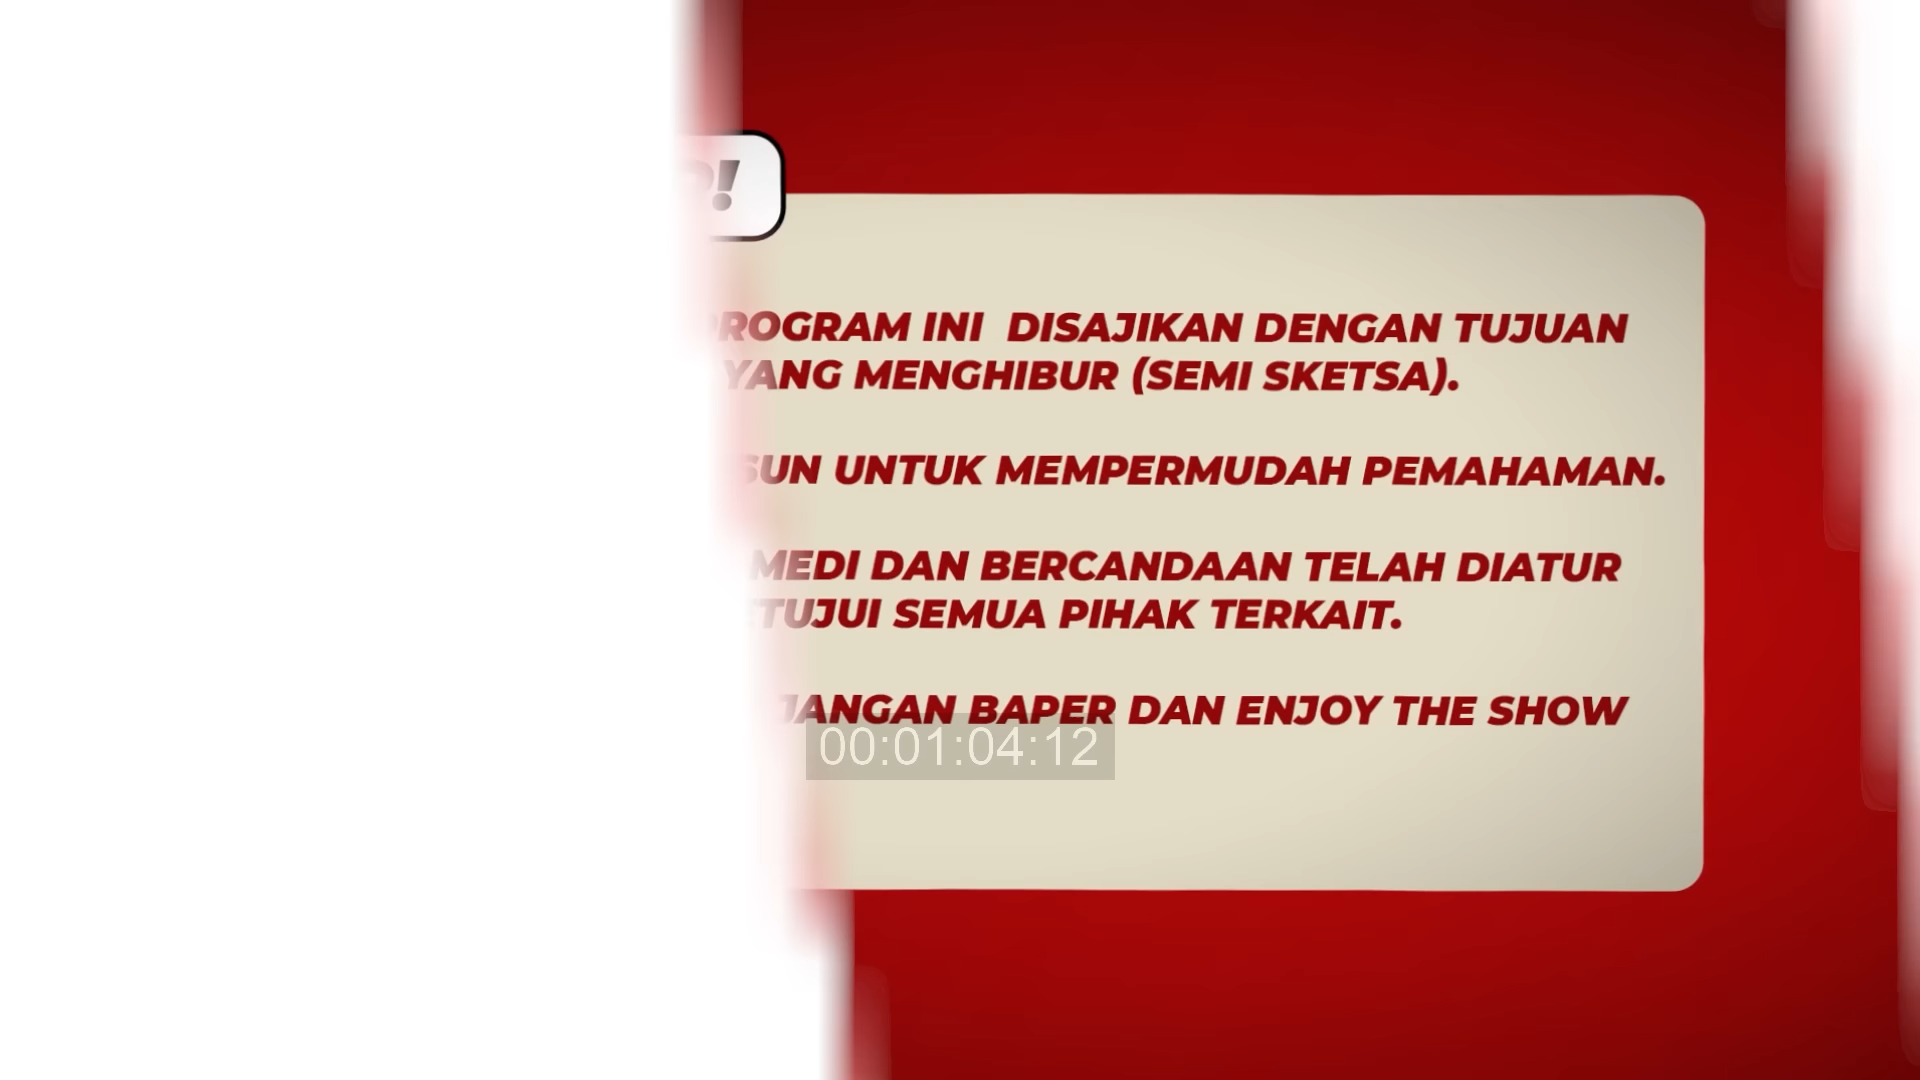 !
PROGRAM INI DISAJIKAN DENGAN TUJUAN
YANG MENGHIBUR (SEMI SKETSA).
SUN UNTUK MEMPERMUDAH PEMAHAMAN.
MEDI DAN BERCANDAAN TELAH DIATUR
TUJUI SEMUA PIHAK TERKAIT.
JANGAN BAPER DAN ENJOY THE SHOW
00:01:04:12